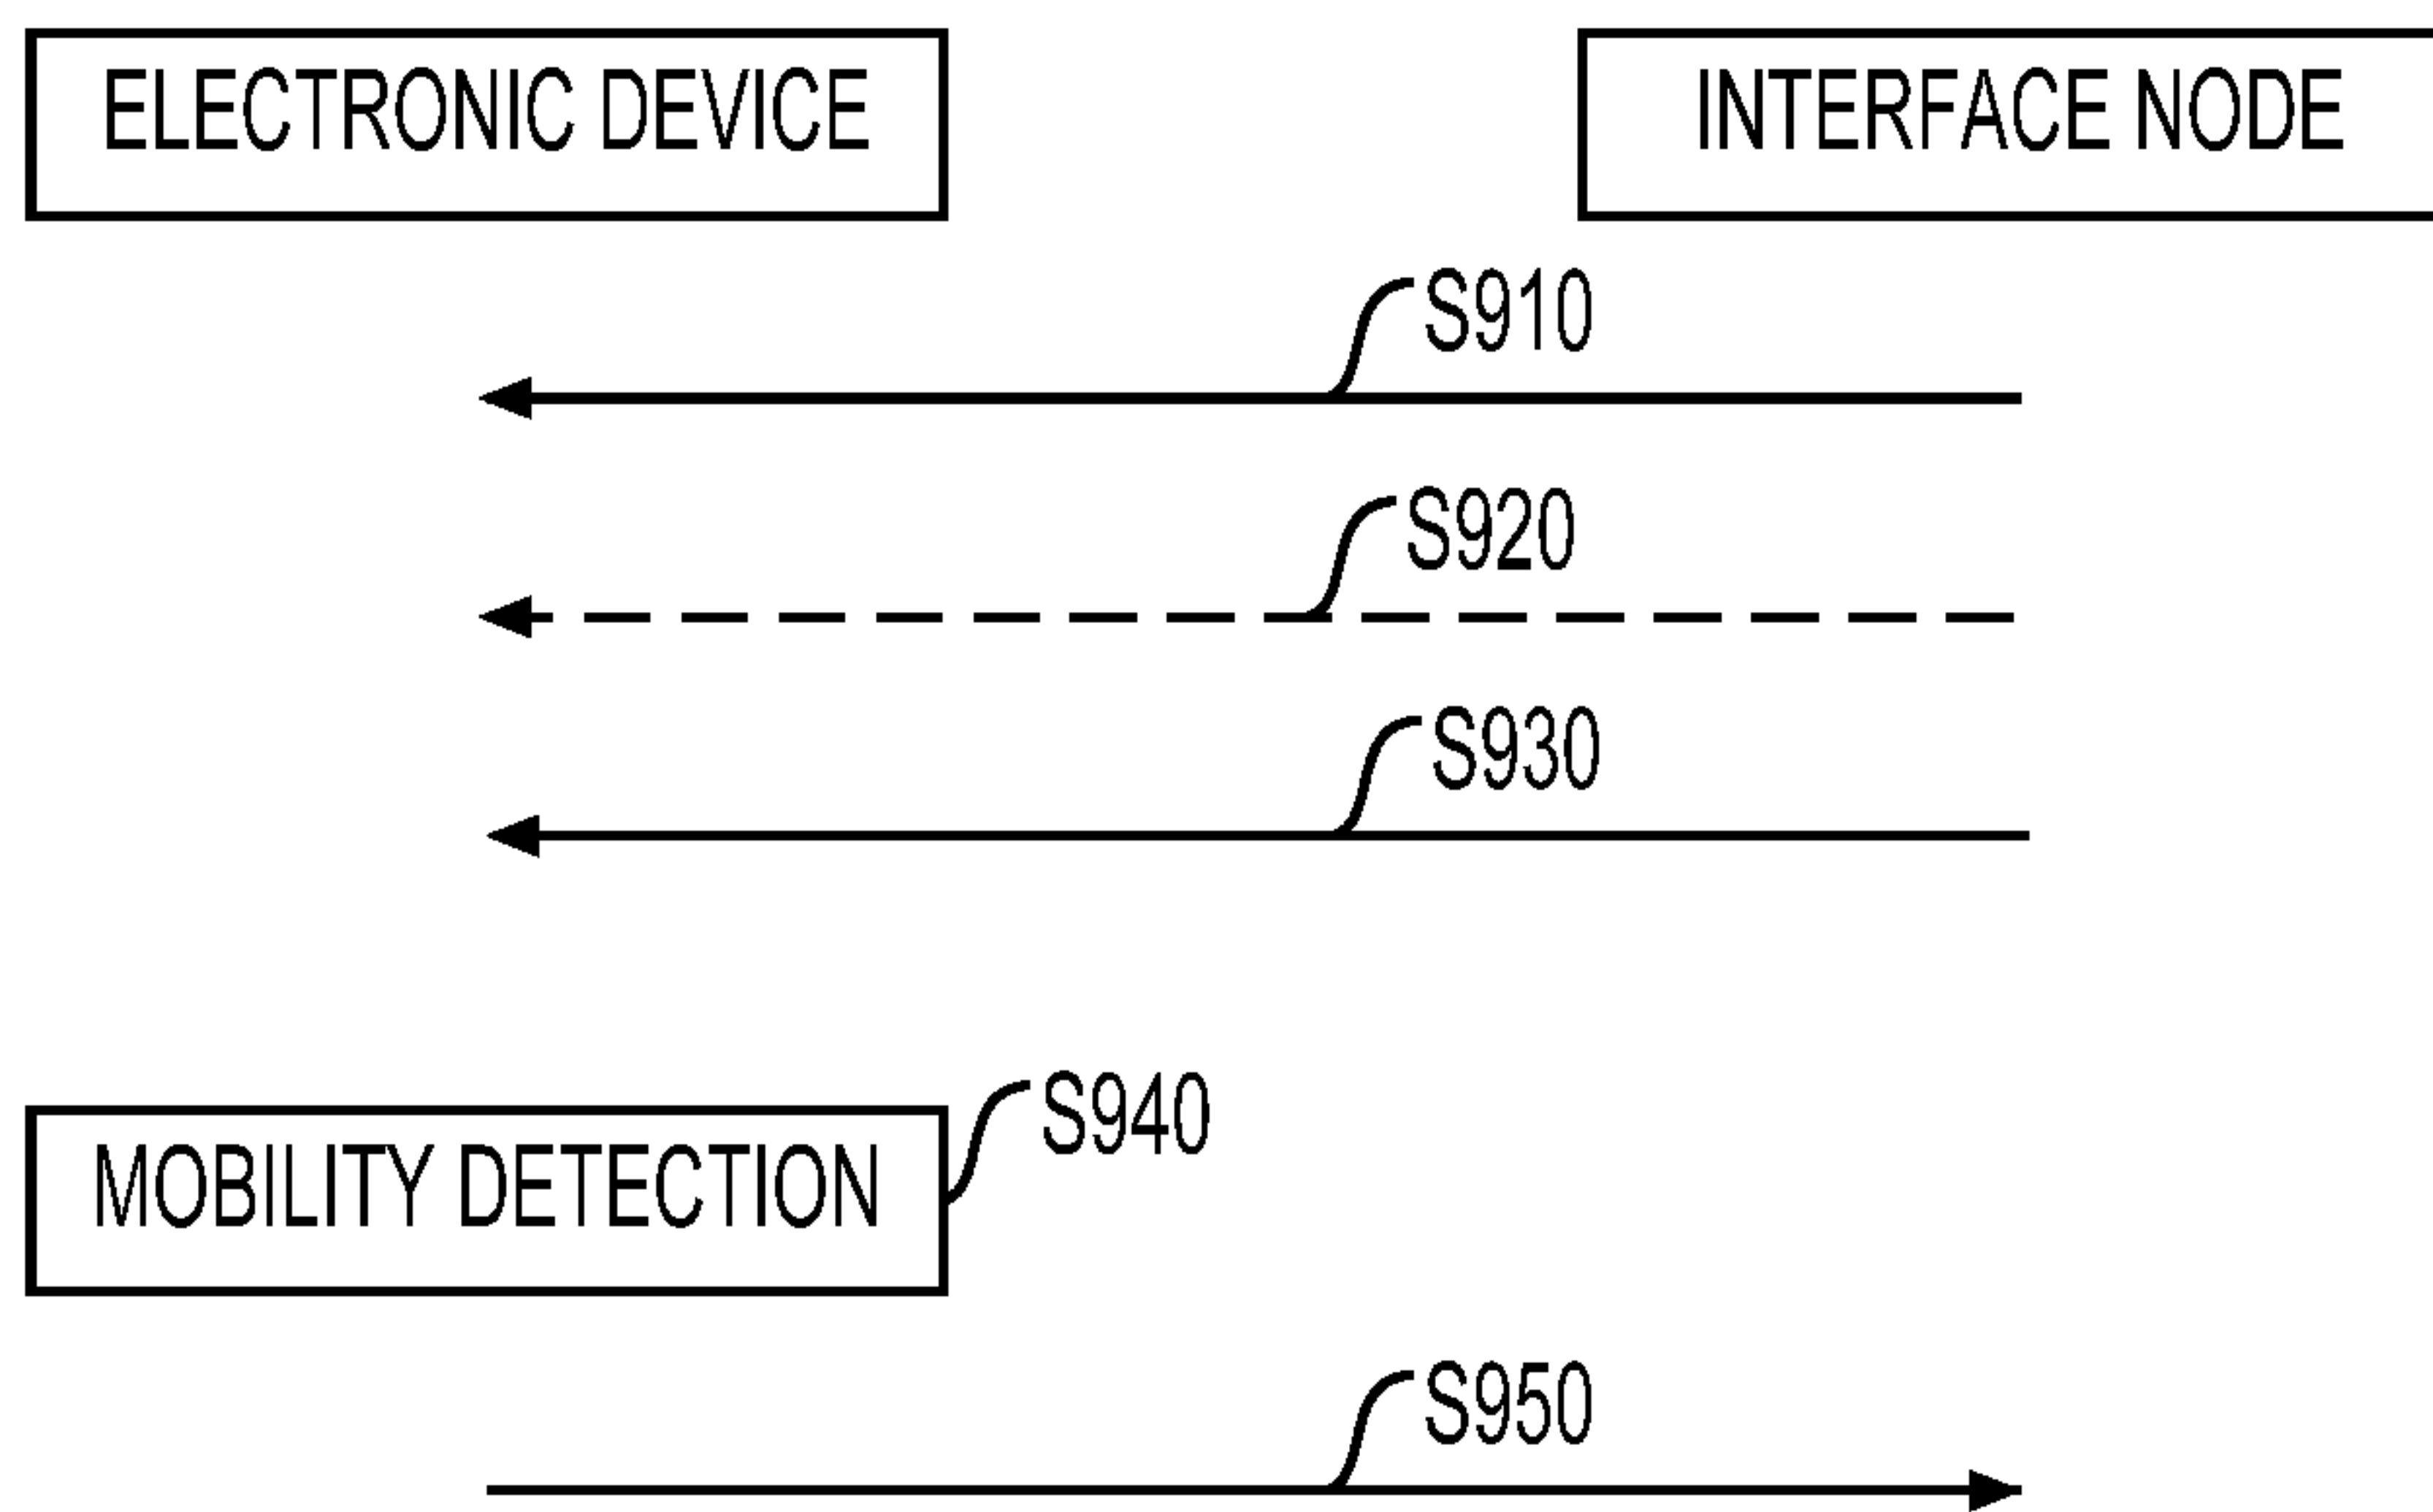 ELECTRONIC DEVICE
INTERFACE NODE
S910
S920
S930
S940
MOBILITY DETECTION
S950